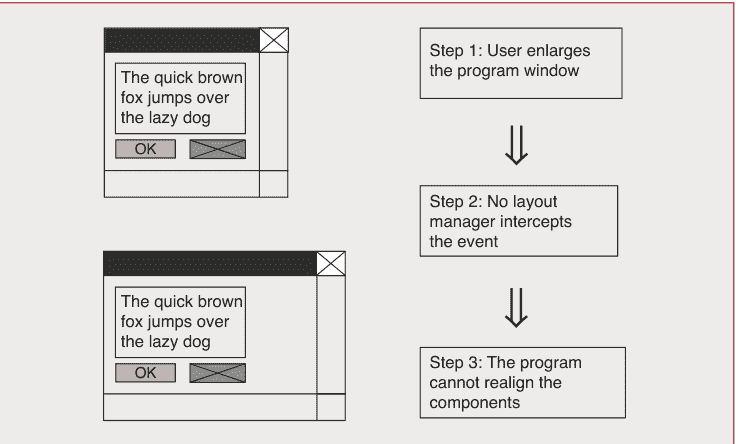 The quick brown
fox jumps over
the lazy dog
OK
Step 1: User enlarges
the program window
Step 2: No layout
manager intercepts
the event
The quick brown
fox jumps over
the lazy dog
OK
Step 3: The program
cannot realign the
components